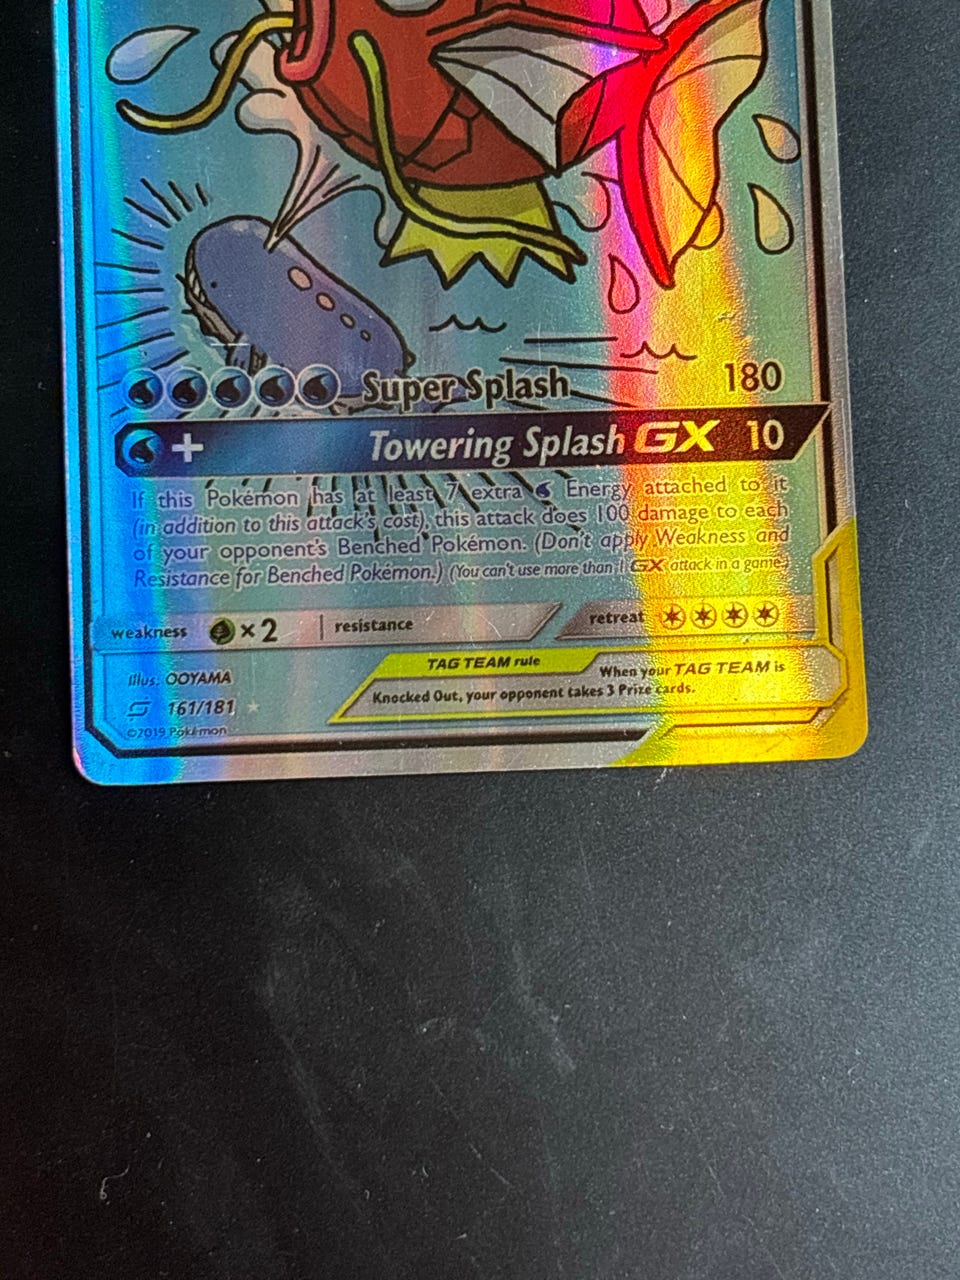 Super Splash 180
+ Towering Splash GX 10
If this Pokémon has at least 7 extra Energy attached to it
(in addition to this attack's cost), this attack does 100 damage to each
of your opponent's Benched Pokémon. (Don't apply Weakness and
Resistance for Benched Pokémon.) (You can't use more than 1 GX attack in a game.)
weakness ×2 resistance retreat
TAG TEAM rule
When your TAG TEAM is
Knocked Out, your opponent takes 3 Prize cards.
Illus. OOYAMA
161/181
©2019 Pokémon